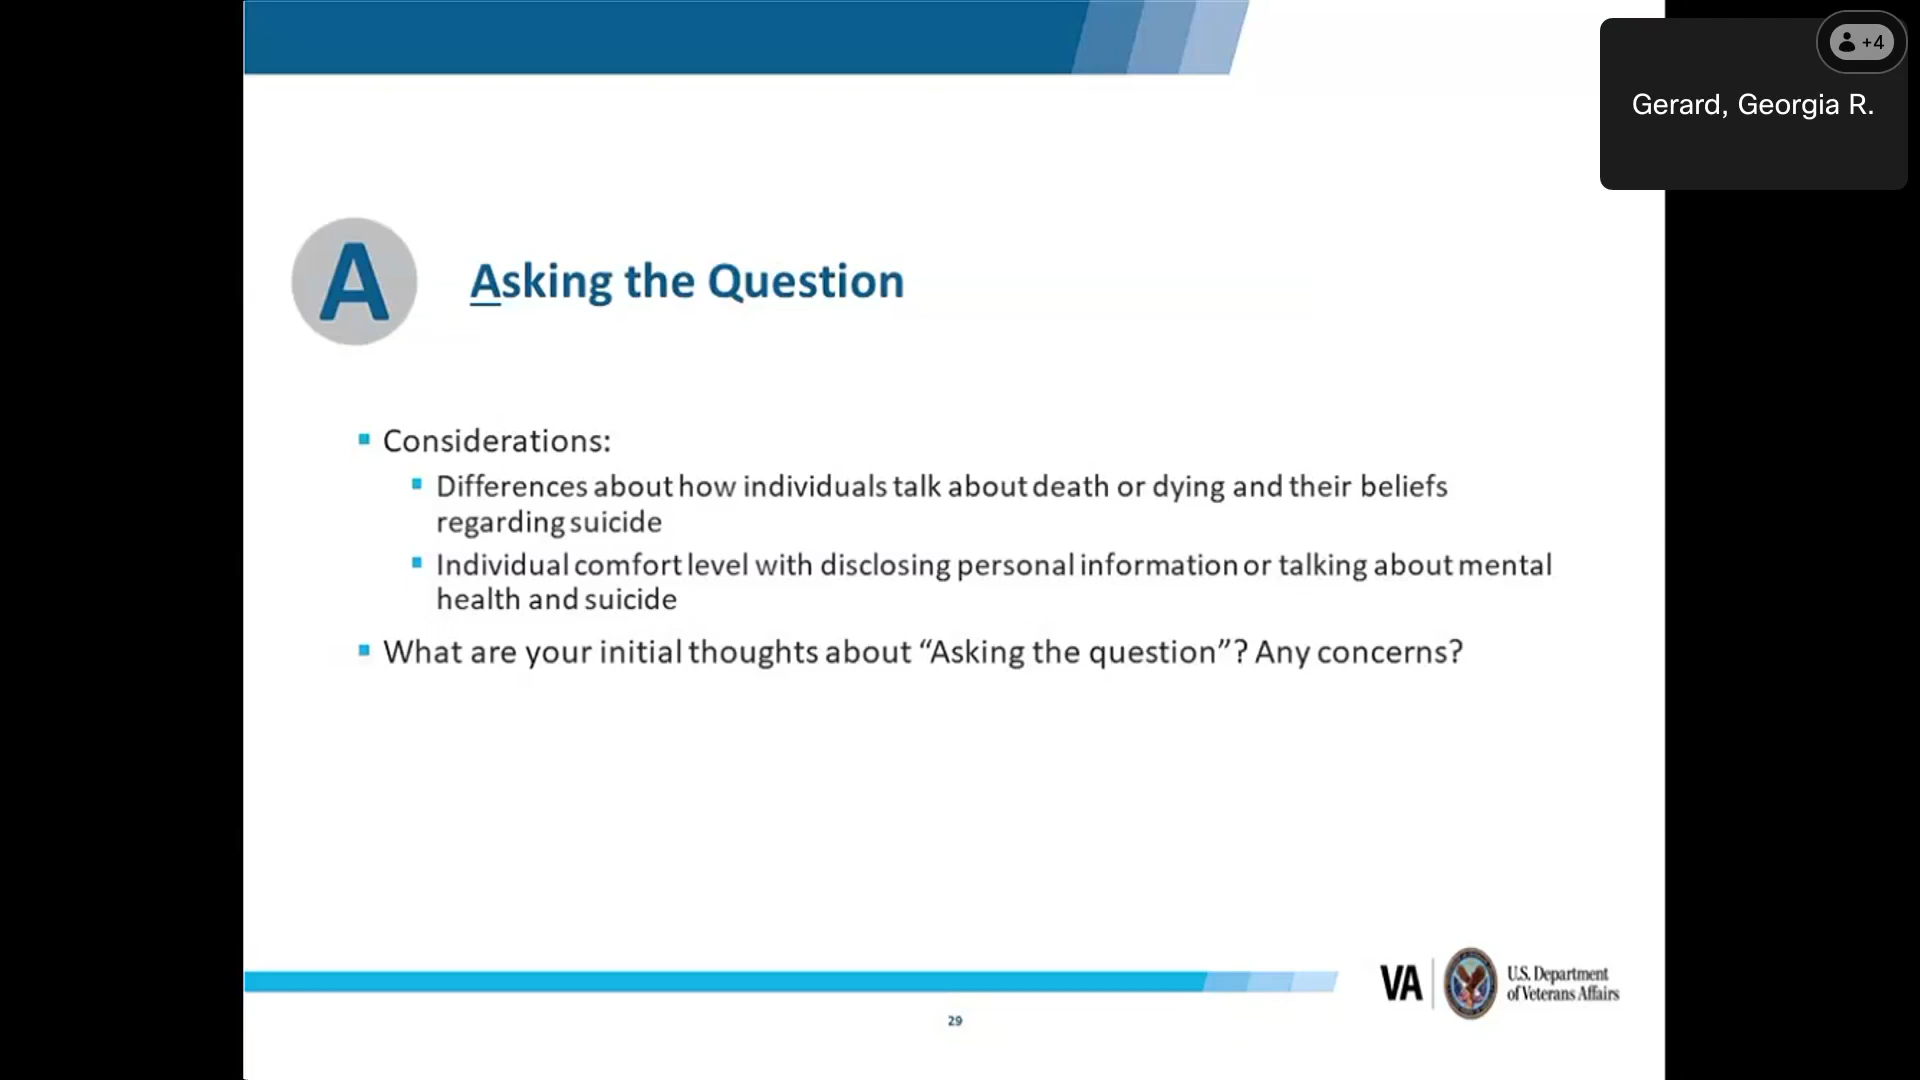 +4
Gerard, Georgia R.
A
Asking the Question
Considerations:
Differences about how individuals talk about death or dying and their beliefs
regarding suicide
Individual comfort level with disclosing personal information or talking about mental
health and suicide
What are your initial thoughts about “Asking the question”? Any concerns?
VA
U.S. Department
of Veterans Affairs
29